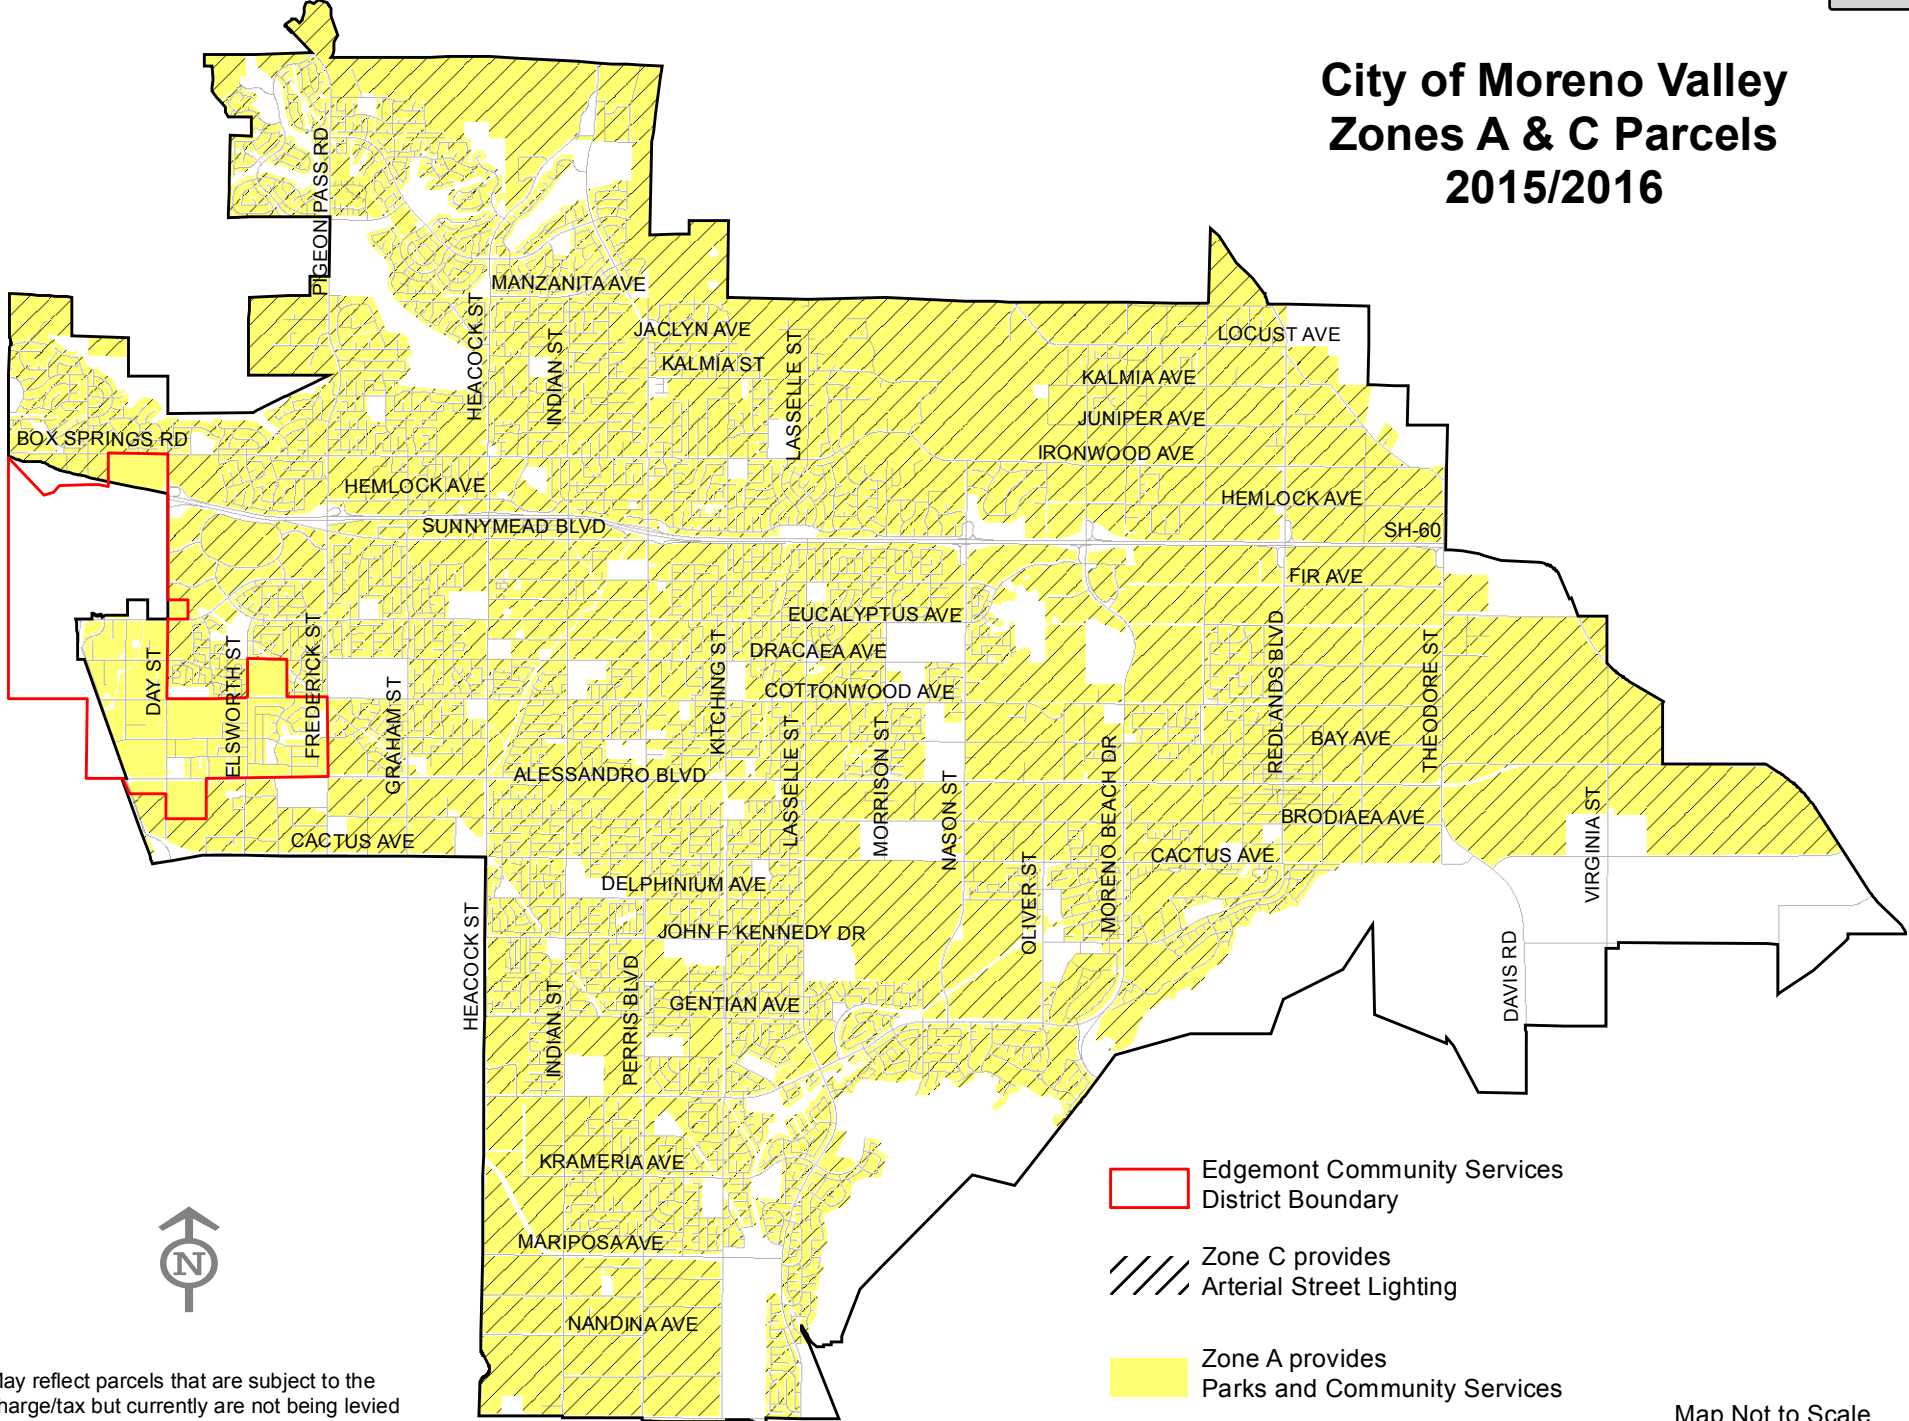 City of Moreno Valley
Zones A & C Parcels
2015/2016
PIGEON PASS RD
MANZANITA AVE
HEACOCK ST
INDIAN ST
JACLYN AVE
KALMIA ST
LASSELLE ST
LOCUST AVE
KALMIA AVE
JUNIPER AVE
IRONWOOD AVE
BOX SPRINGS RD
HEMLOCK AVE
HEMLOCK AVE
SUNNYMEAD BLVD
SH-60
FIR AVE
EUCALYPTUS AVE
DRACAEA AVE
COTTONWOOD AVE
DAY ST
ELSWORTH ST
FREDERICK ST
GRAHAM ST
KITCHING ST
LASSELLE ST
MORRISON ST
NASON ST
MORENO BEACH DR
REDLANDS BLVD
THEODORE ST
BAY AVE
ALESSANDRO BLVD
BRODIAEA AVE
VIRGINIA ST
CACTUS AVE
CACTUS AVE
DELPHINIUM AVE
OLIVER ST
JOHN F KENNEDY DR
HEACOCK ST
INDIAN ST
PERRIS BLVD
GENTIAN AVE
DAVIS RD
KRAMERIA AVE
MARIPOSA AVE
NANDINA AVE
Edgemont Community Services
District Boundary
Zone C provides
Arterial Street Lighting
Zone A provides
Parks and Community Services
N
May reflect parcels that are subject to the
charge/tax but currently are not being levied
Map Not to Scale